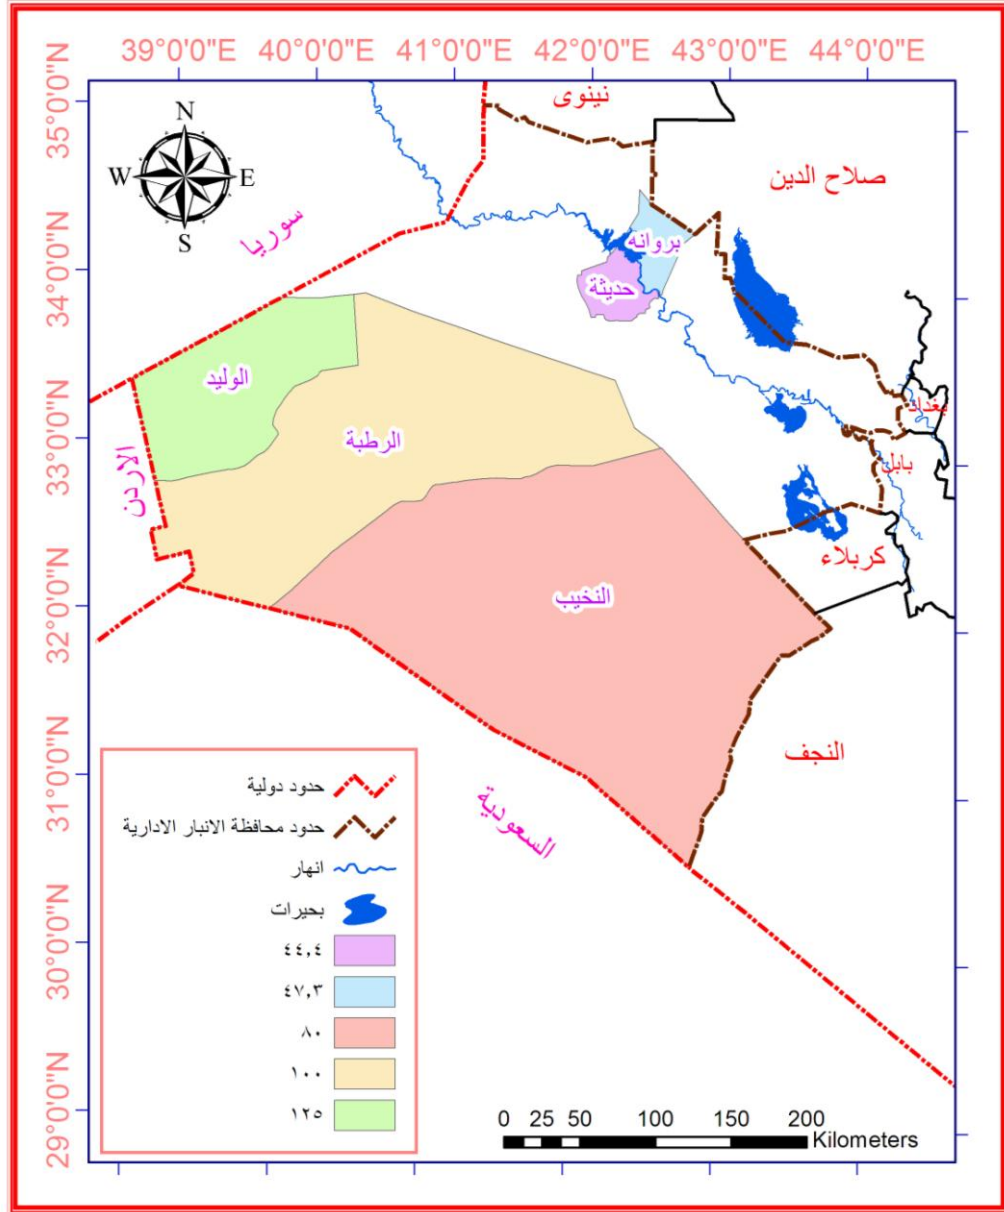 39°0'0"E 40°0'0"E 41°0'0"E 42°0'0"E 43°0'0"E 44°0'0"E
35°0'0"N
34°0'0"N
33°0'0"N
32°0'0"N
31°0'0"N
30°0'0"N
29°0'0"N
N
W E
S
نينوى
صلاح الدين
سوريا
بروانه
حديثة
الوليد
الرطبة
الاردن
بغداد
بابل
كربلاء
النخيب
النجف
السعودية
حدود دولية
حدود محافظة الانبار الادارية
انهار
بحيرات
٤٤,٤
٤٧,٣
٨٠
١٠٠
١٢٥
0 25 50 100 150 200
Kilometers